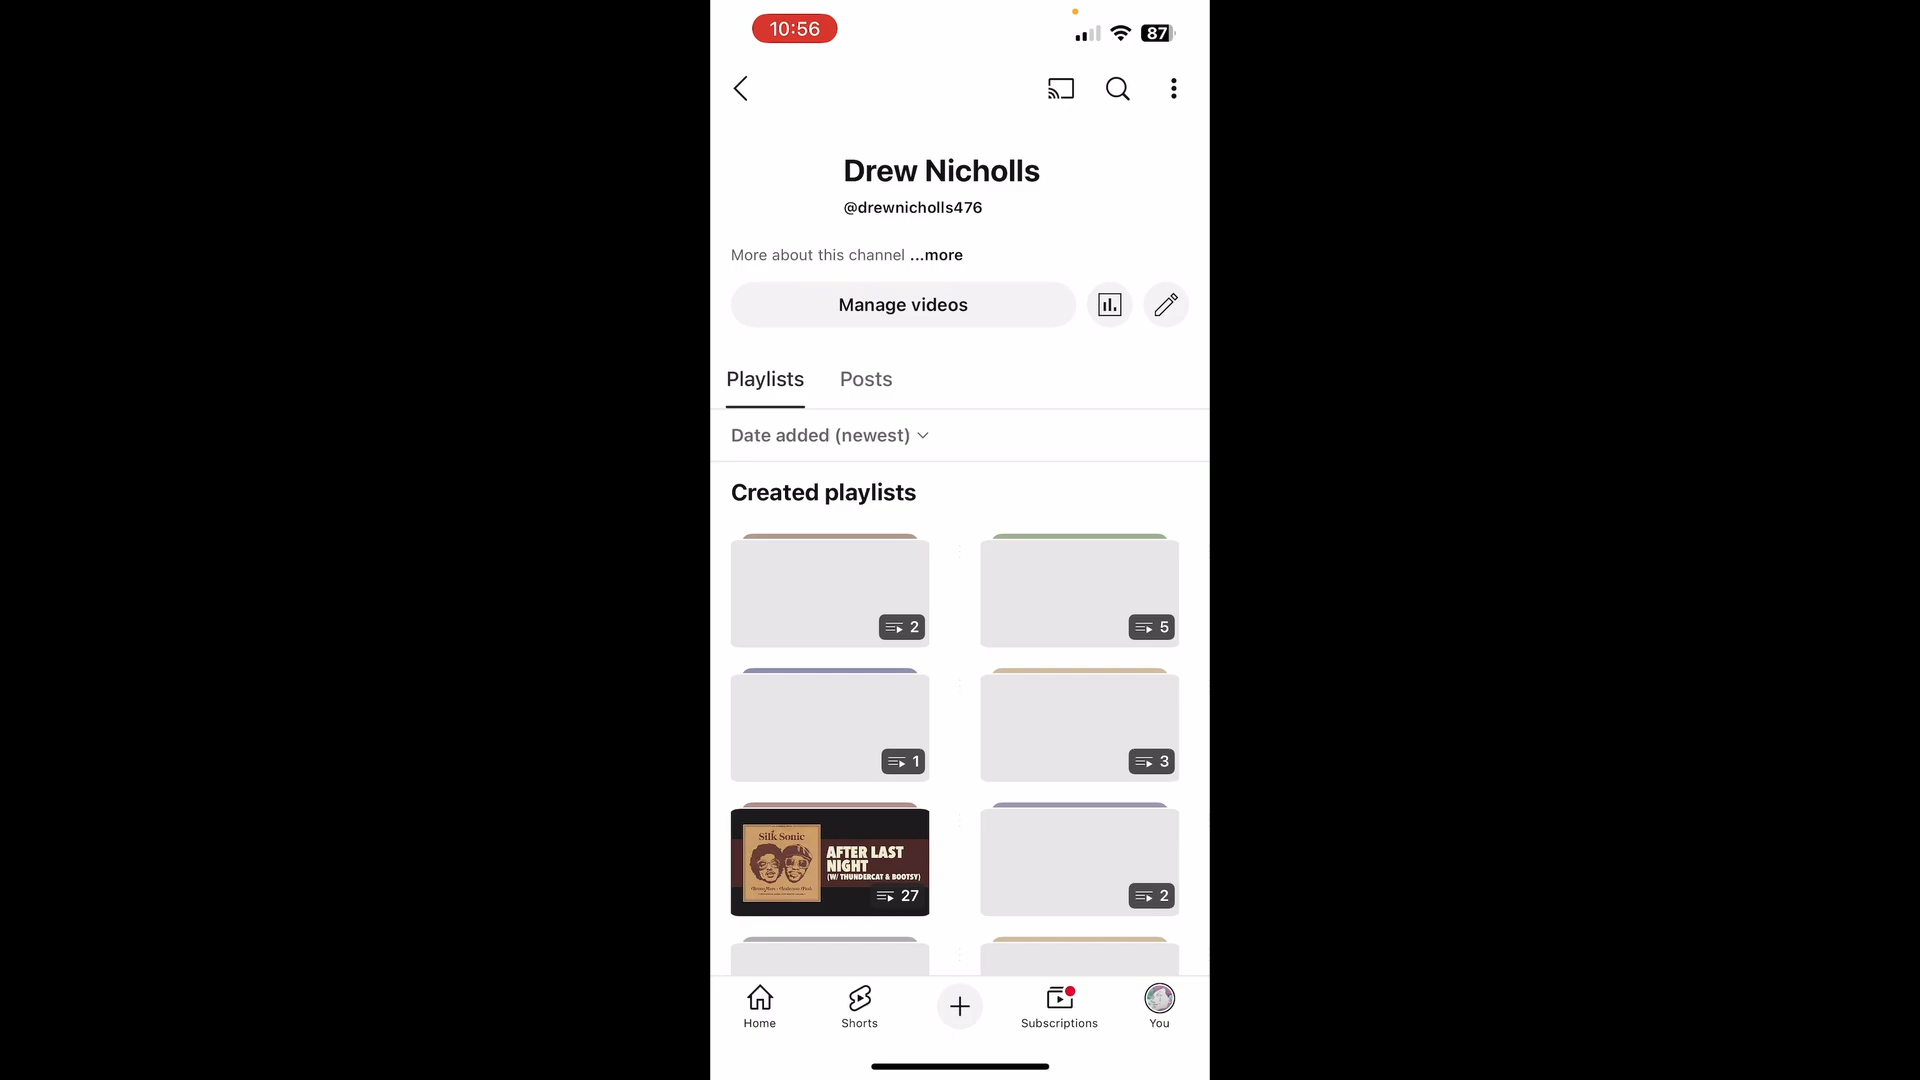 10:56
87
Drew Nicholls
@drewnicholls476
More about this channel ...more
Manage videos
Playlists Posts
Date added (newest)
Created playlists
2 5
1 3
Silk Sonic
AFTER LAST
NIGHT
(W/ THUNDERCAT & BOOTSY)
27 2
Home Shorts Subscriptions You